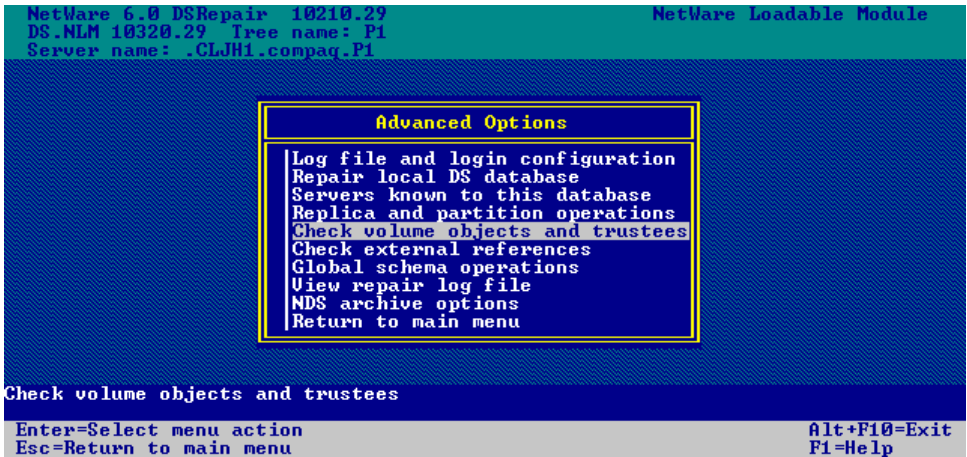 NetWare 6.0 DSRepair 10210.29 NetWare Loadable Module
DS.NLM 10320.29 Tree name: P1
Server name: .CLJH1.compaq.P1
Advanced Options
Log file and login configuration
Repair local DS database
Servers known to this database
Replica and partition operations
Check volume objects and trustees
Check external references
Global schema operations
View repair log file
NDS archive options
Return to main menu
Check volume objects and trustees
Enter=Select menu action Alt+F10=Exit
Esc=Return to main menu F1=Help